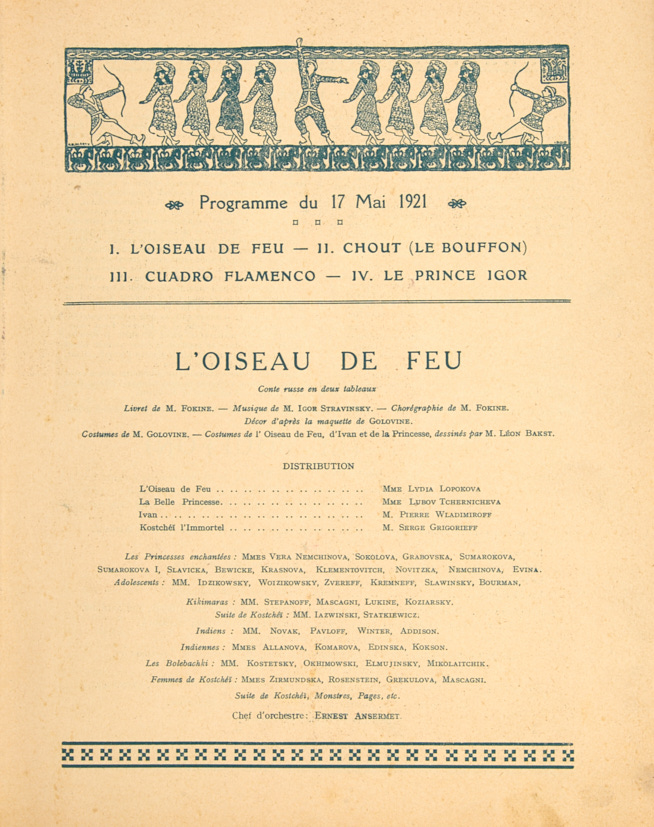 Programme du 17 Mai 1921
I. L'OISEAU DE FEU — II. CHOUT (LE BOUFFON)
III. CUADRO FLAMENCO — IV. LE PRINCE IGOR
L'OISEAU DE FEU
Conte russe en deux tableaux
Livret de M. FOKINE. — Musique de M. IGOR STRAVINSKY. — Chorégraphie de M. FOKINE.
Décor d'après la maquette de GOLOVINE.
Costumes de M. GOLOVINE. — Costumes de l' Oiseau de Feu, d'Ivan et de la Princesse, dessinés par M. LÉON BAKST.
DISTRIBUTION
L'Oiseau de Feu .. .. .. .. .. .. .. .. .. .. .. MME LYDIA LOPOKOVA
La Belle Princesse. .. .. .. .. .. .. .. .. .. .. MME LUBOV TCHERNICHEVA
Ivan .. .. .. .. .. .. .. .. .. .. .. .. .. .. .. M. PIERRE WLADIMIROFF
Kostchéï l'Immortel .. .. .. .. .. .. .. .. .. .. M. SERGE GRIGORIEFF
Les Princesses enchantées : MMES VERA NEMCHINOVA, SOKOLOVA, GRABOVSKA, SUMAROKOVA,
SUMAROKOVA I, SLAVICKA, BEWICKE, KRASNOVA, KLEMENTOVITCH, NOVITZKA, NEMCHINOVA, EVINA.
Adolescents : MM. IDZIKOWSKY, WOIZIKOWSKY, ZVEREFF, KREMNEFF, SLAWINSKY, BOURMAN,
Kikimaras : MM. STEPANOFF, MASCAGNI, LUKINE, KOZIARSKY.
Suite de Kostchéï : MM. IAZWINSKI, STATKIEWICZ.
Indiens : MM. NOVAK, PAVLOFF, WINTER, ADDISON.
Indiennes : MMES ALLANOVA, KOMAROVA, EDINSKA, KOKSON.
Les Bolebachki : MM. KOSTETSKY, OKHIMOWSKI, ELMUJINSKY, MIKOLAITCHIK.
Femmes de Kostchéï : MMES ZIRMUNDSKA, ROSENSTEIN, GREKULOVA, MASCAGNI.
Suite de Kostchéï, Monstres, Pages. etc.
Chef d'orchestre : ERNEST ANSERMET.